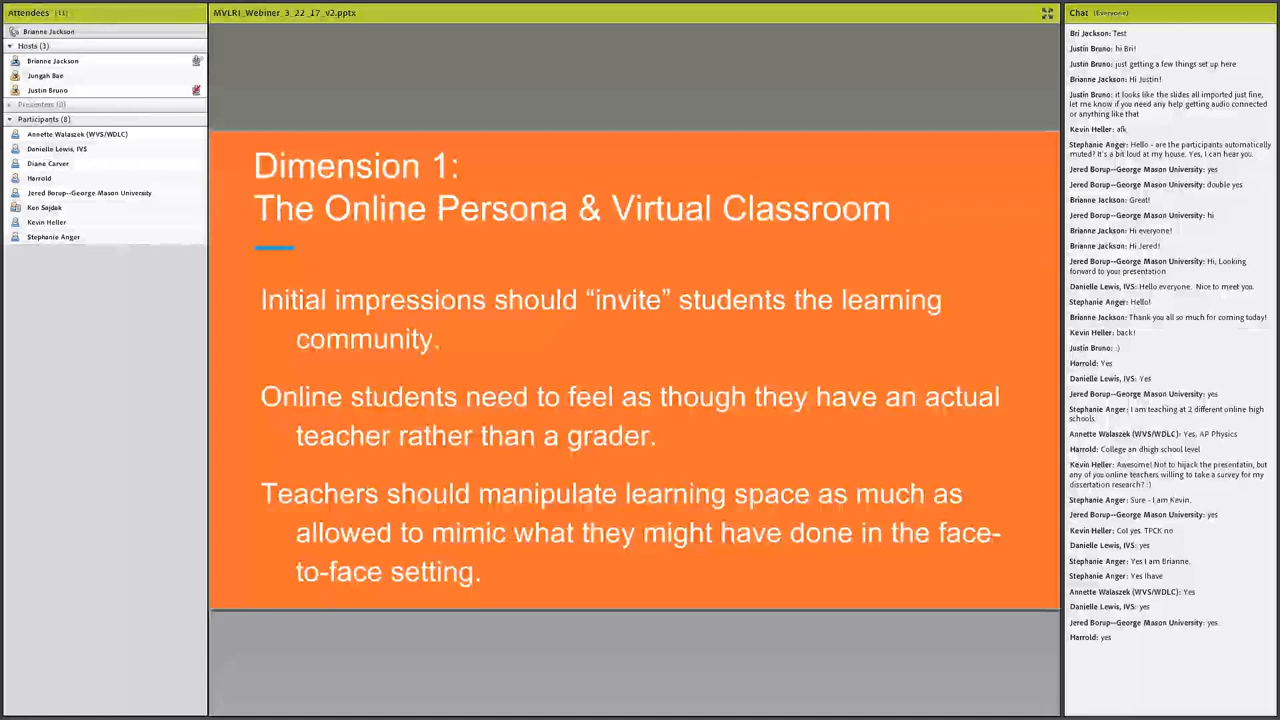 Attendees (11)
Brianne Jackson
Hosts (3)
Brianne Jackson
Jungah Bae
Justin Bruno
Presenters (0)
Participants (8)
Annette Walaszek (WVS/WDLC)
Danielle Lewis, IVS
Diane Carver
Harrold
Jered Borup--George Mason University
Ken Sajdak
Kevin Heller
Stephanie Anger
MVLRI_Webiner_3_22_17_v2.pptx
Dimension 1:
The Online Persona & Virtual Classroom
Initial impressions should “invite” students the learning
community.
Online students need to feel as though they have an actual
teacher rather than a grader.
Teachers should manipulate learning space as much as
allowed to mimic what they might have done in the face-
to-face setting.
Chat (Everyone)
Bri Jackson: Test
Justin Bruno: hi Bri!
Justin Bruno: just getting a few things set up here
Brianne Jackson: Hi Justin!
Justin Bruno: it looks like the slides all imported just fine,
let me know if you need any help getting audio connected
or anything like that
Kevin Heller: afk
Stephanie Anger: Hello - are the participants automatically
muted? It's a bit loud at my house. Yes, I can hear you.
Jered Borup--George Mason University: yes
Jered Borup--George Mason University: double yes
Brianne Jackson: Great!
Jered Borup--George Mason University: hi
Brianne Jackson: Hi everyone!
Brianne Jackson: Hi Jered!
Jered Borup--George Mason University: Hi, Looking
forward to your presentation
Danielle Lewis, IVS: Hello everyone. Nice to meet you.
Stephanie Anger: Hello!
Brianne Jackson: Thank you all so much for coming today!
Kevin Heller: back!
Justin Bruno: :)
Harrold: Yes
Danielle Lewis, IVS: Yes
Jered Borup--George Mason University: yes
Stephanie Anger: I am teaching at 2 different online high
schools.
Annette Walaszek (WVS/WDLC): Yes, AP Physics
Harrold: College an dhigh school level
Kevin Heller: Awesome! Not to hijack the presentatin, but
any of you online teachers willing to take a survey for my
dissertation research? :)
Stephanie Anger: Sure - I am Kevin.
Jered Borup--George Mason University: yes
Kevin Heller: CoI yes. TPCK no
Danielle Lewis, IVS: yes
Stephanie Anger: Yes I am Brianne.
Stephanie Anger: Yes Ihave
Annette Walaszek (WVS/WDLC): Yes
Danielle Lewis, IVS: yes
Jered Borup--George Mason University: yes
Harrold: yes